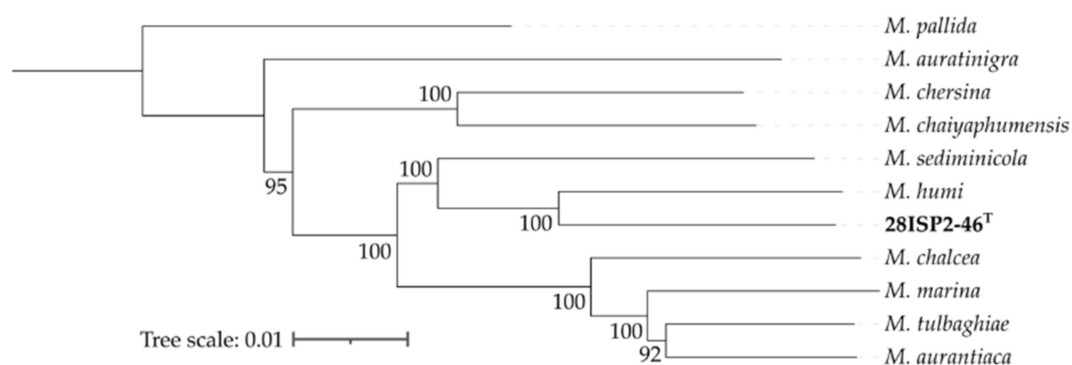 M. pallida
M. auratinigra
100 M. chersina
M. chaiyaphumensis
100 M. sediminicola
95
M. humi
100 28ISP2-46ᵀ
100
M. chalcea
100 M. marina
100 M. tulbaghiae
Tree scale: 0.01
92 M. aurantiaca